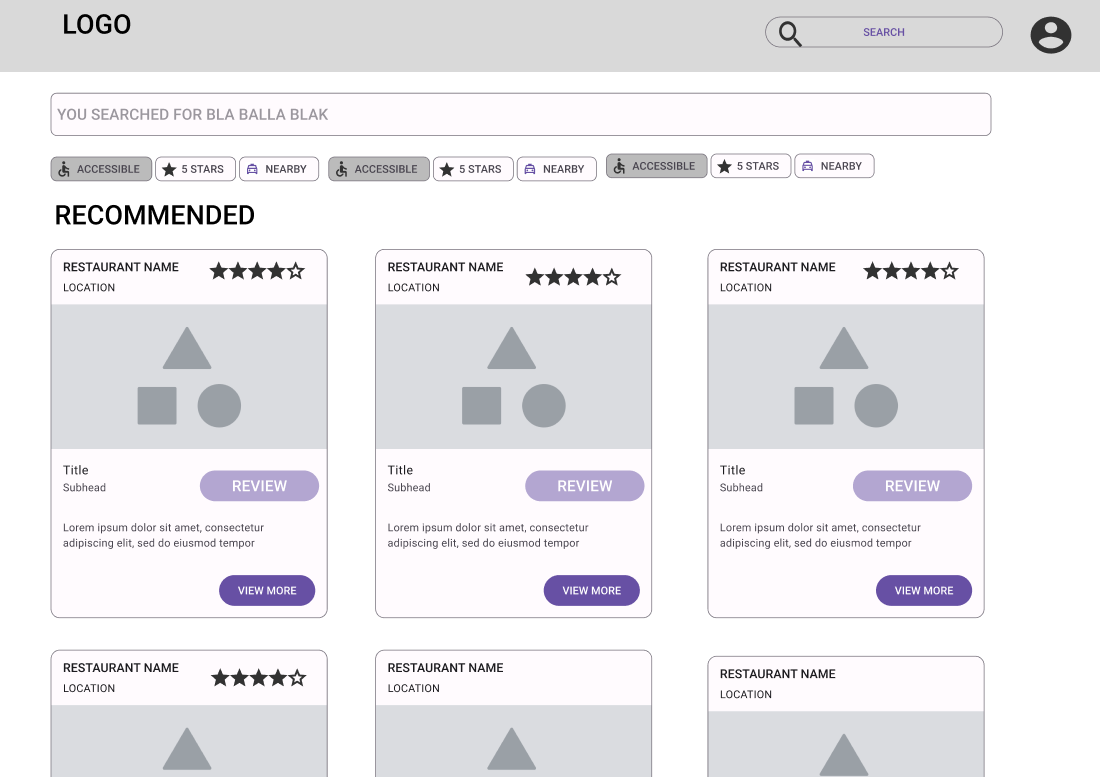 LOGO
SEARCH
YOU SEARCHED FOR BLA BALLA BLAK
ACCESSIBLE 5 STARS NEARBY ACCESSIBLE 5 STARS NEARBY ACCESSIBLE 5 STARS NEARBY
RECOMMENDED
RESTAURANT NAME
LOCATION
Title
Subhead
REVIEW
Lorem ipsum dolor sit amet, consectetur
adipiscing elit, sed do eiusmod tempor
VIEW MORE
RESTAURANT NAME
LOCATION
Title
Subhead
REVIEW
Lorem ipsum dolor sit amet, consectetur
adipiscing elit, sed do eiusmod tempor
VIEW MORE
RESTAURANT NAME
LOCATION
Title
Subhead
REVIEW
Lorem ipsum dolor sit amet, consectetur
adipiscing elit, sed do eiusmod tempor
VIEW MORE
RESTAURANT NAME
LOCATION
RESTAURANT NAME
LOCATION
RESTAURANT NAME
LOCATION